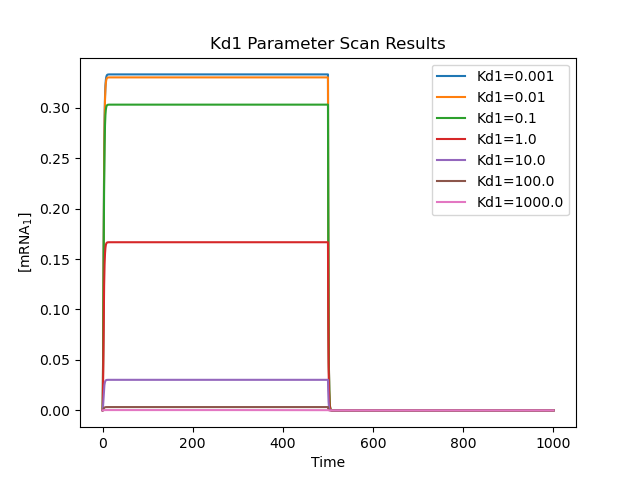 Kd1 Parameter Scan Results
Kd1=0.001
Kd1=0.01
Kd1=0.1
Kd1=1.0
Kd1=10.0
Kd1=100.0
Kd1=1000.0
[mRNA₁]
0.30
0.25
0.20
0.15
0.10
0.05
0.00
0 200 400 600 800 1000
Time